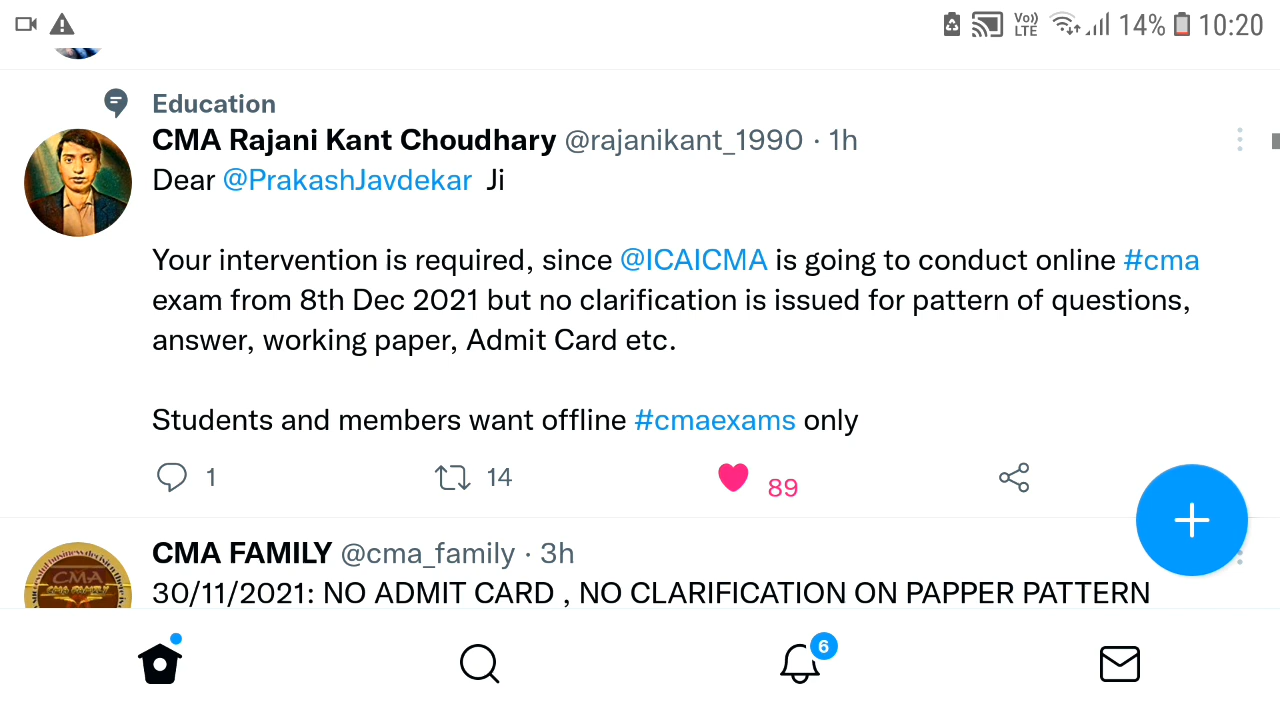 Vo))
LTE
14%
10:20
Education
CMA Rajani Kant Choudhary @rajanikant_1990 · 1h
Dear @PrakashJavdekar Ji
Your intervention is required, since @ICAICMA is going to conduct online #cma
exam from 8th Dec 2021 but no clarification is issued for pattern of questions,
answer, working paper, Admit Card etc.
Students and members want offline #cmaexams only
1
14
89
CMA FAMILY @cma_family · 3h
CMA
30/11/2021: NO ADMIT CARD , NO CLARIFICATION ON PAPPER PATTERN
6